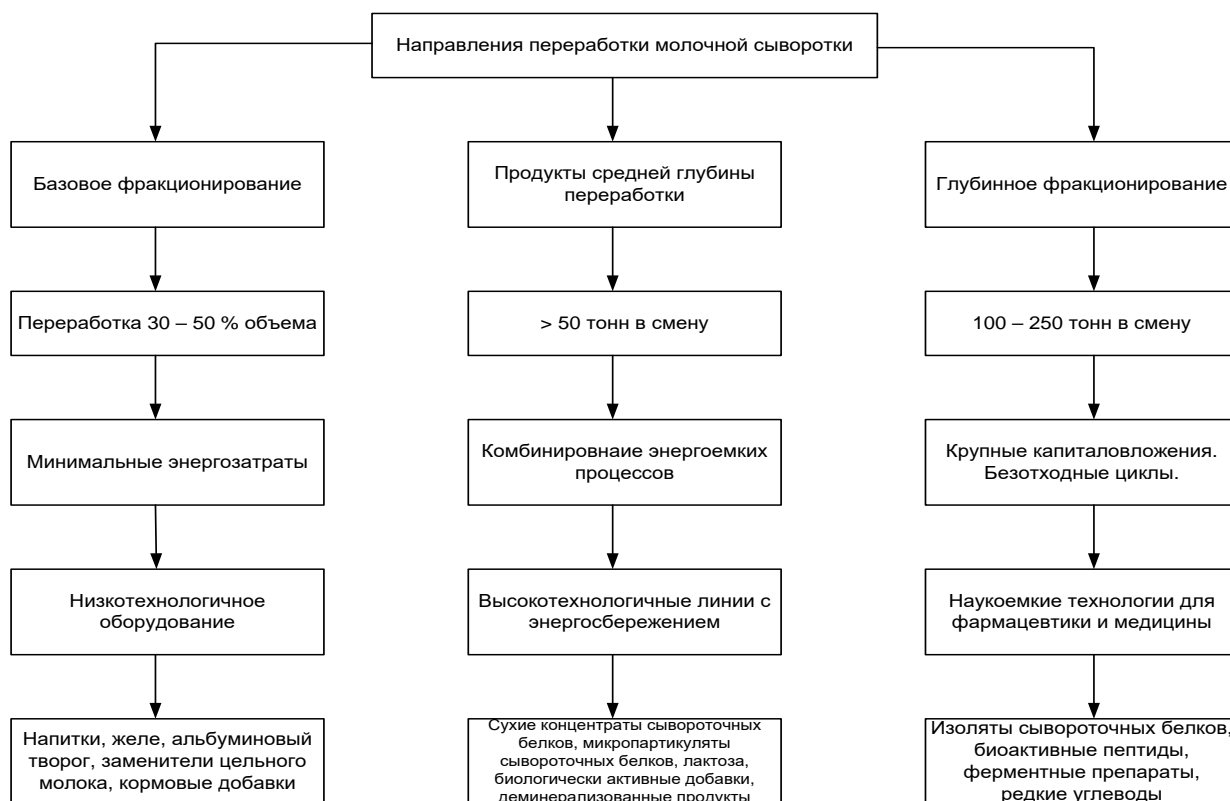 Направления переработки молочной сыворотки
Базовое фракционирование
Продукты средней глубины
переработки
Глубинное фракционирование
Переработка 30 – 50 % объема
> 50 тонн в смену
100 – 250 тонн в смену
Минимальные энергозатраты
Комбинировнаие энергоемких
процессов
Крупные капиталовложения.
Безотходные циклы.
Низкотехнологичное
оборудование
Высокотехнологичные линии с
энергосбережением
Наукоемкие технологии для
фармацевтики и медицины
Напитки, желе, альбуминовый
творог, заменители цельного
молока, кормовые добавки
Сухие концентраты сывороточных
белков, микропартикуляты
сывороточных белков, лактоза,
биологически активные добавки,
деминерализованные продукты
Изоляты сывороточных белков,
биоактивные пептиды,
ферментные препараты,
редкие углеводы